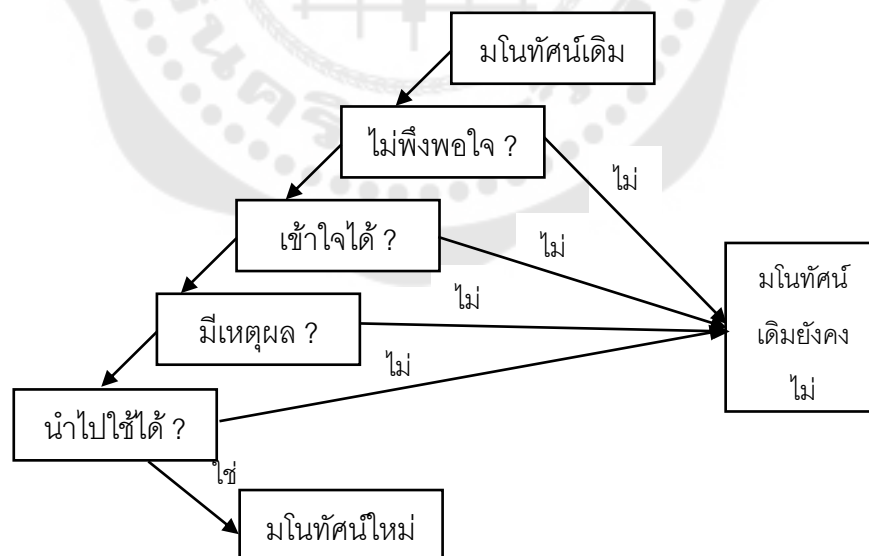 มโนทัศน์เดิม
ไม่พึงพอใจ ?
ไม่
เข้าใจได้ ?
ไม่
มโนทัศน์
เดิมยังคง
ไม่
มีเหตุผล ?
ไม่
ไม่
นำไปใช้ได้ ?
ใช่
มโนทัศน์ใหม่